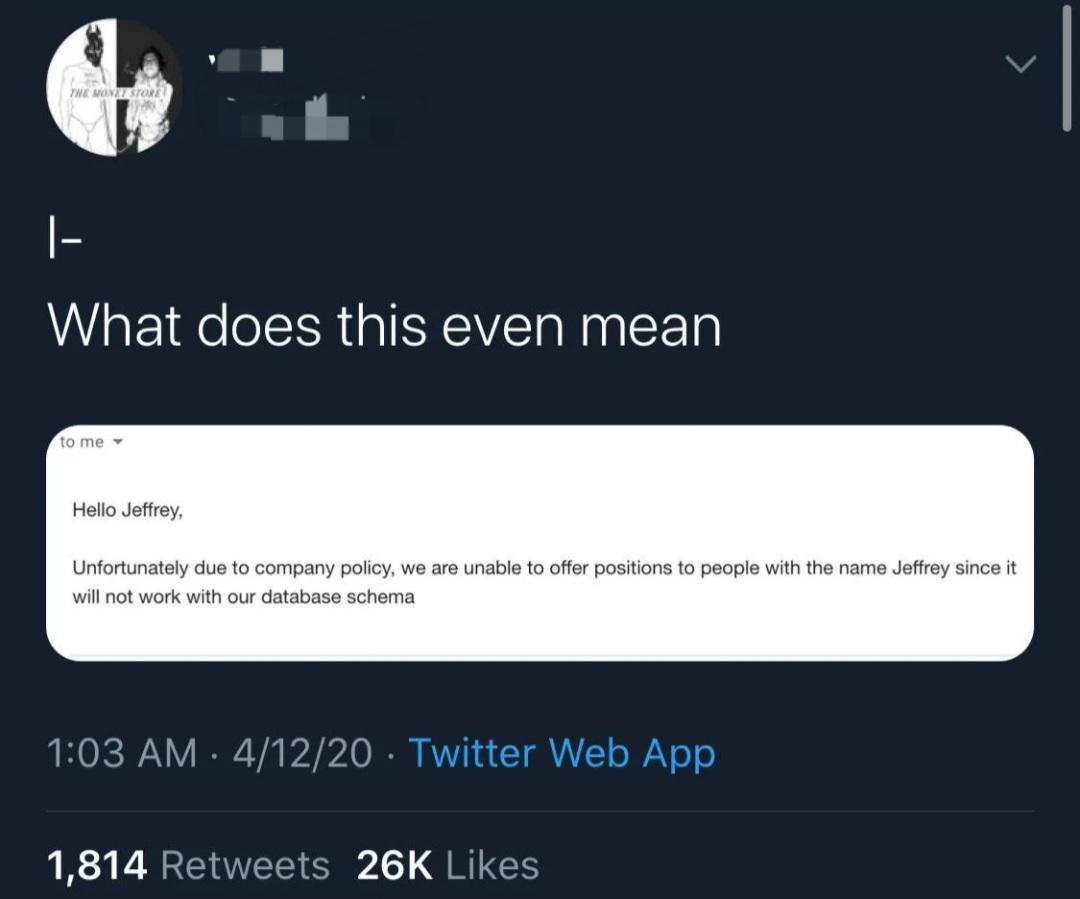 THE MONEY STORE
|-
What does this even mean
to me
Hello Jeffrey,
Unfortunately due to company policy, we are unable to offer positions to people with the name Jeffrey since it
will not work with our database schema
1:03 AM · 4/12/20 · Twitter Web App
1,814 Retweets 26K Likes